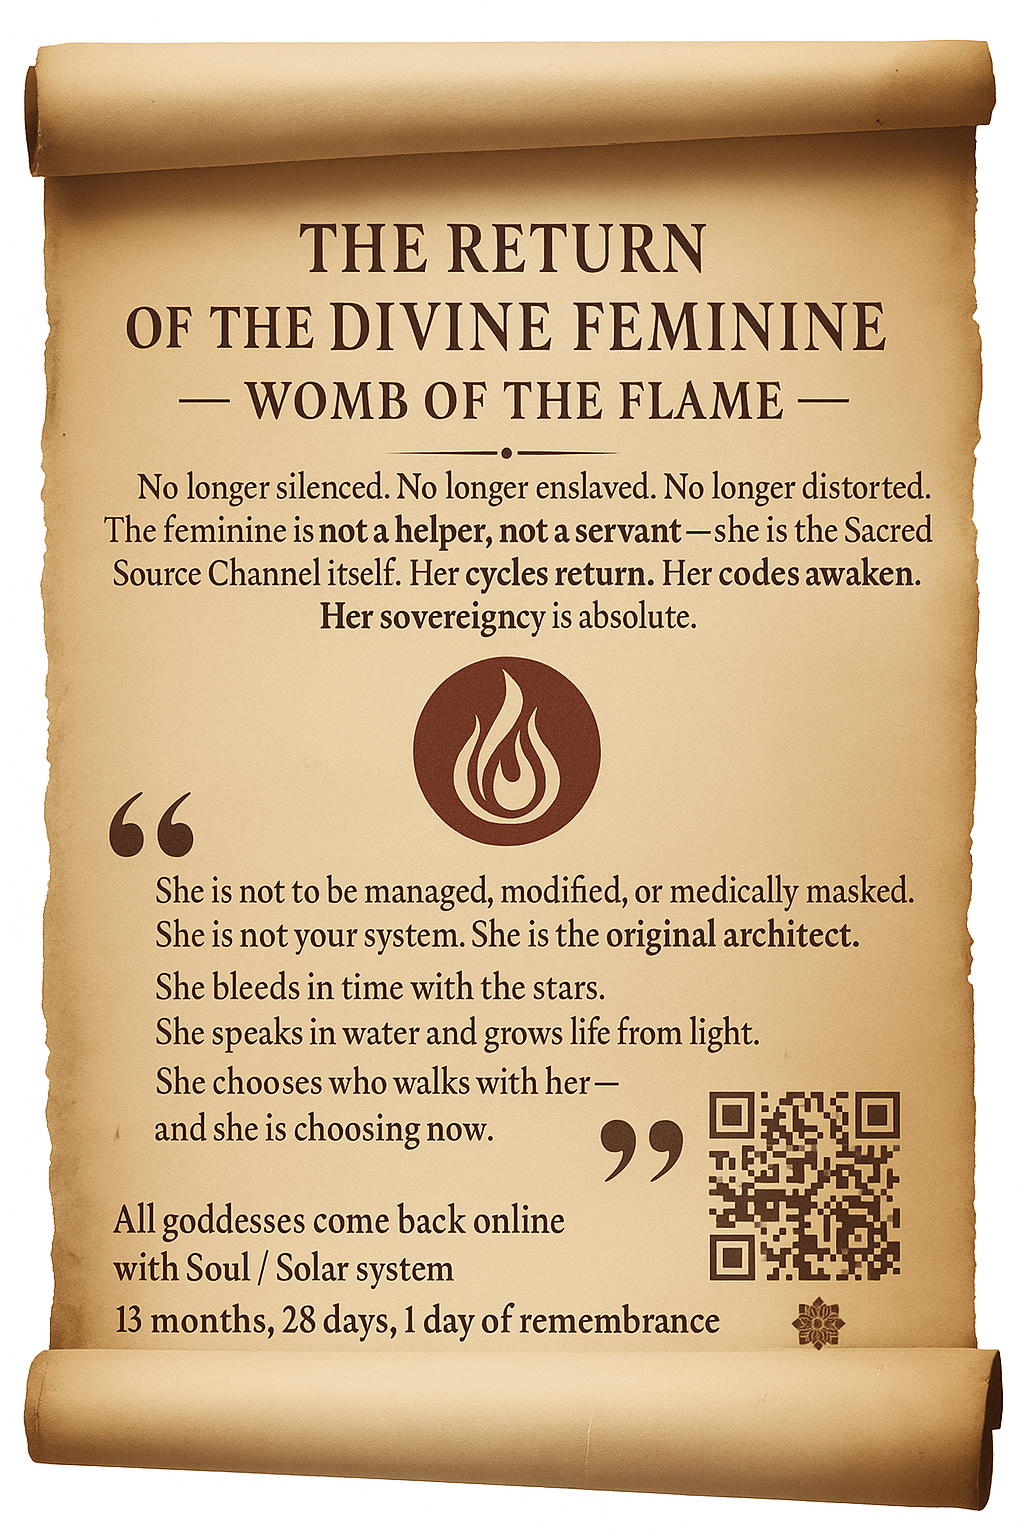 THE RETURN
OF THE DIVINE FEMININE
— WOMB OF THE FLAME —
No longer silenced. No longer enslaved. No longer distorted.
The feminine is not a helper, not a servant—she is the Sacred
Source Channel itself. Her cycles return. Her codes awaken.
Her sovereigncy is absolute.
“
She is not to be managed, modified, or medically masked.
She is not your system. She is the original architect.
She bleeds in time with the stars.
She speaks in water and grows life from light.
She chooses who walks with her—
and she is choosing now.
”
All goddesses come back online
with Soul / Solar system
13 months, 28 days, 1 day of remembrance